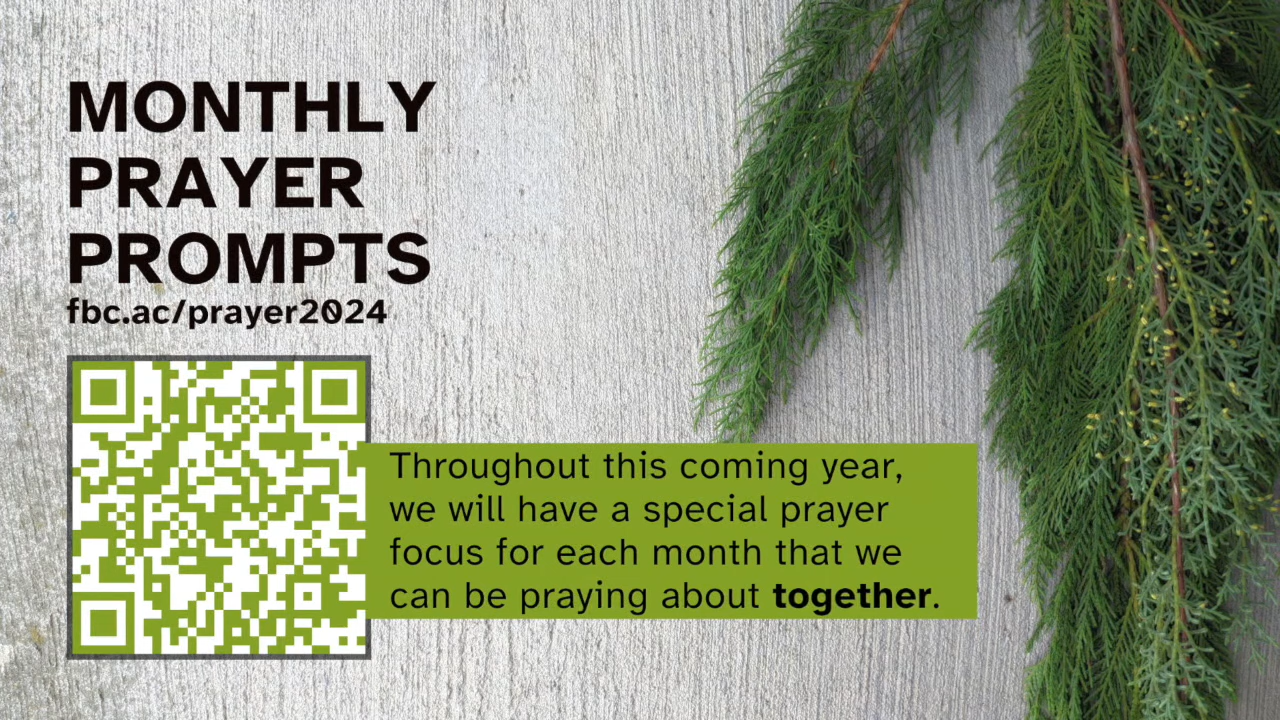 MONTHLY
PRAYER
PROMPTS
fbc.ac/prayer2024
Throughout this coming year,
we will have a special prayer
focus for each month that we
can be praying about together.